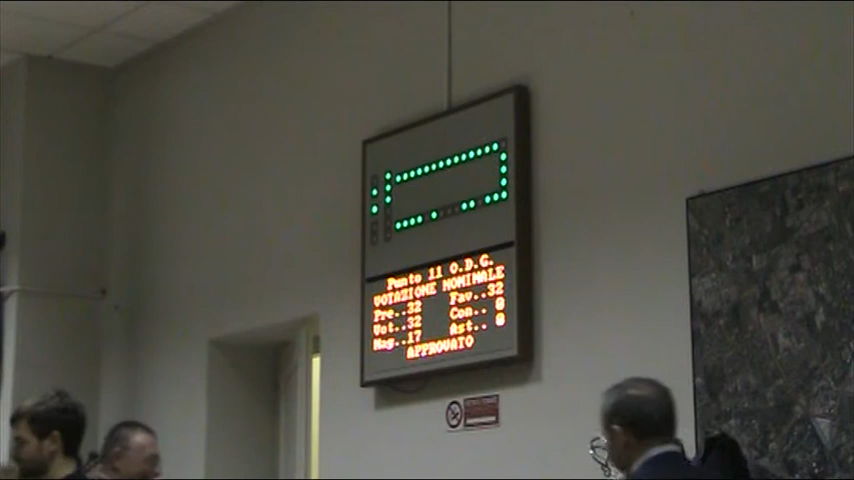 Punto 11 O.D.G.
VOTAZIONE NOMINALE
Pre..32 Fav..32
Vot..32 Con.. 0
Mag..17 Ast.. 0
APPROVATO